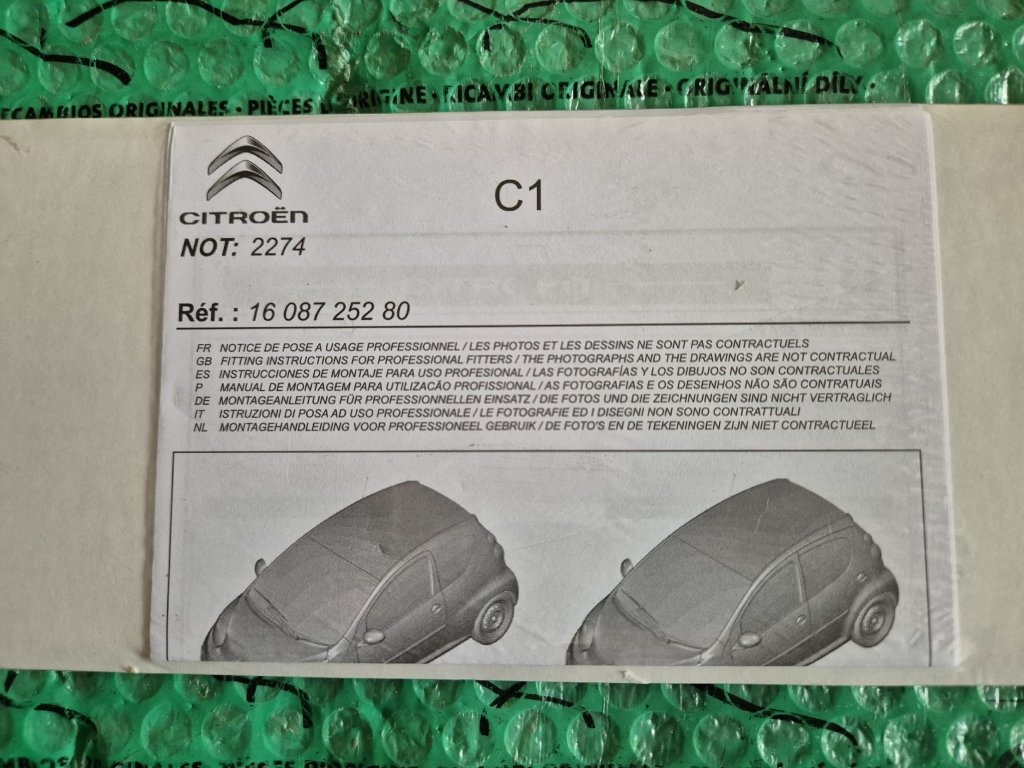 ECAMBIOS ORIGINALES • PIÈCES D'ORIGINE • RICAMBI ORIGINALE • ORIGINÁLNÍ DÍLY •
CITROËN
C1
NOT: 2274
Réf. : 16 087 252 80
FR NOTICE DE POSE A USAGE PROFESSIONNEL / LES PHOTOS ET LES DESSINS NE SONT PAS CONTRACTUELS
GB FITTING INSTRUCTIONS FOR PROFESSIONAL FITTERS / THE PHOTOGRAPHS AND THE DRAWINGS ARE NOT CONTRACTUAL
ES INSTRUCCIONES DE MONTAJE PARA USO PROFESIONAL / LAS FOTOGRAFÍAS Y LOS DIBUJOS NO SON CONTRACTUALES
P MANUAL DE MONTAGEM PARA UTILIZACÃO PROFISSIONAL / AS FOTOGRAFIAS E OS DESENHOS NÃO SÃO CONTRATUAIS
DE MONTAGEANLEITUNG FÜR PROFESSIONNELLEN EINSATZ / DIE FOTOS UND DIE ZEICHNUNGEN SIND NICHT VERTRAGLICH
IT ISTRUZIONI DI POSA AD USO PROFESSIONALE / LE FOTOGRAFIE ED I DISEGNI NON SONO CONTRATTUALI
NL MONTAGEHANDLEIDING VOOR PROFESSIONEEL GEBRUIK / DE FOTO'S EN DE TEKENINGEN ZIJN NIET CONTRACTUEEL